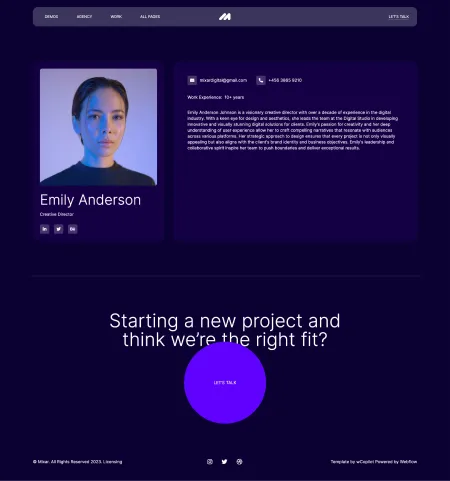 DEMOS AGENCY WORK ALL PAGES LET'S TALK
mixardigital@gmail.com +456 3985 9210
Work Experience: 10+ years
Emily Anderson Johnson is a visionary creative director with over a decade of experience in the digital
industry. With a keen eye for design and aesthetics, she leads the team at the Digital Studio in developing
innovative and visually stunning digital solutions for clients. Emily's passion for creativity and her deep
understanding of user experience allow her to craft compelling narratives that resonate with audiences
across various platforms. Her strategic approach to design ensures that every project is not only visually
appealing but also aligns with the client's brand identity and business objectives. Emily's leadership and
collaborative spirit inspire her team to push boundaries and deliver exceptional results.
Emily Anderson
Creative Director
Starting a new project and
think we're the right fit?
LET'S TALK
© Mixar. All Rights Reserved 2023. Licensing
Template by wCopilot Powered by Webflow